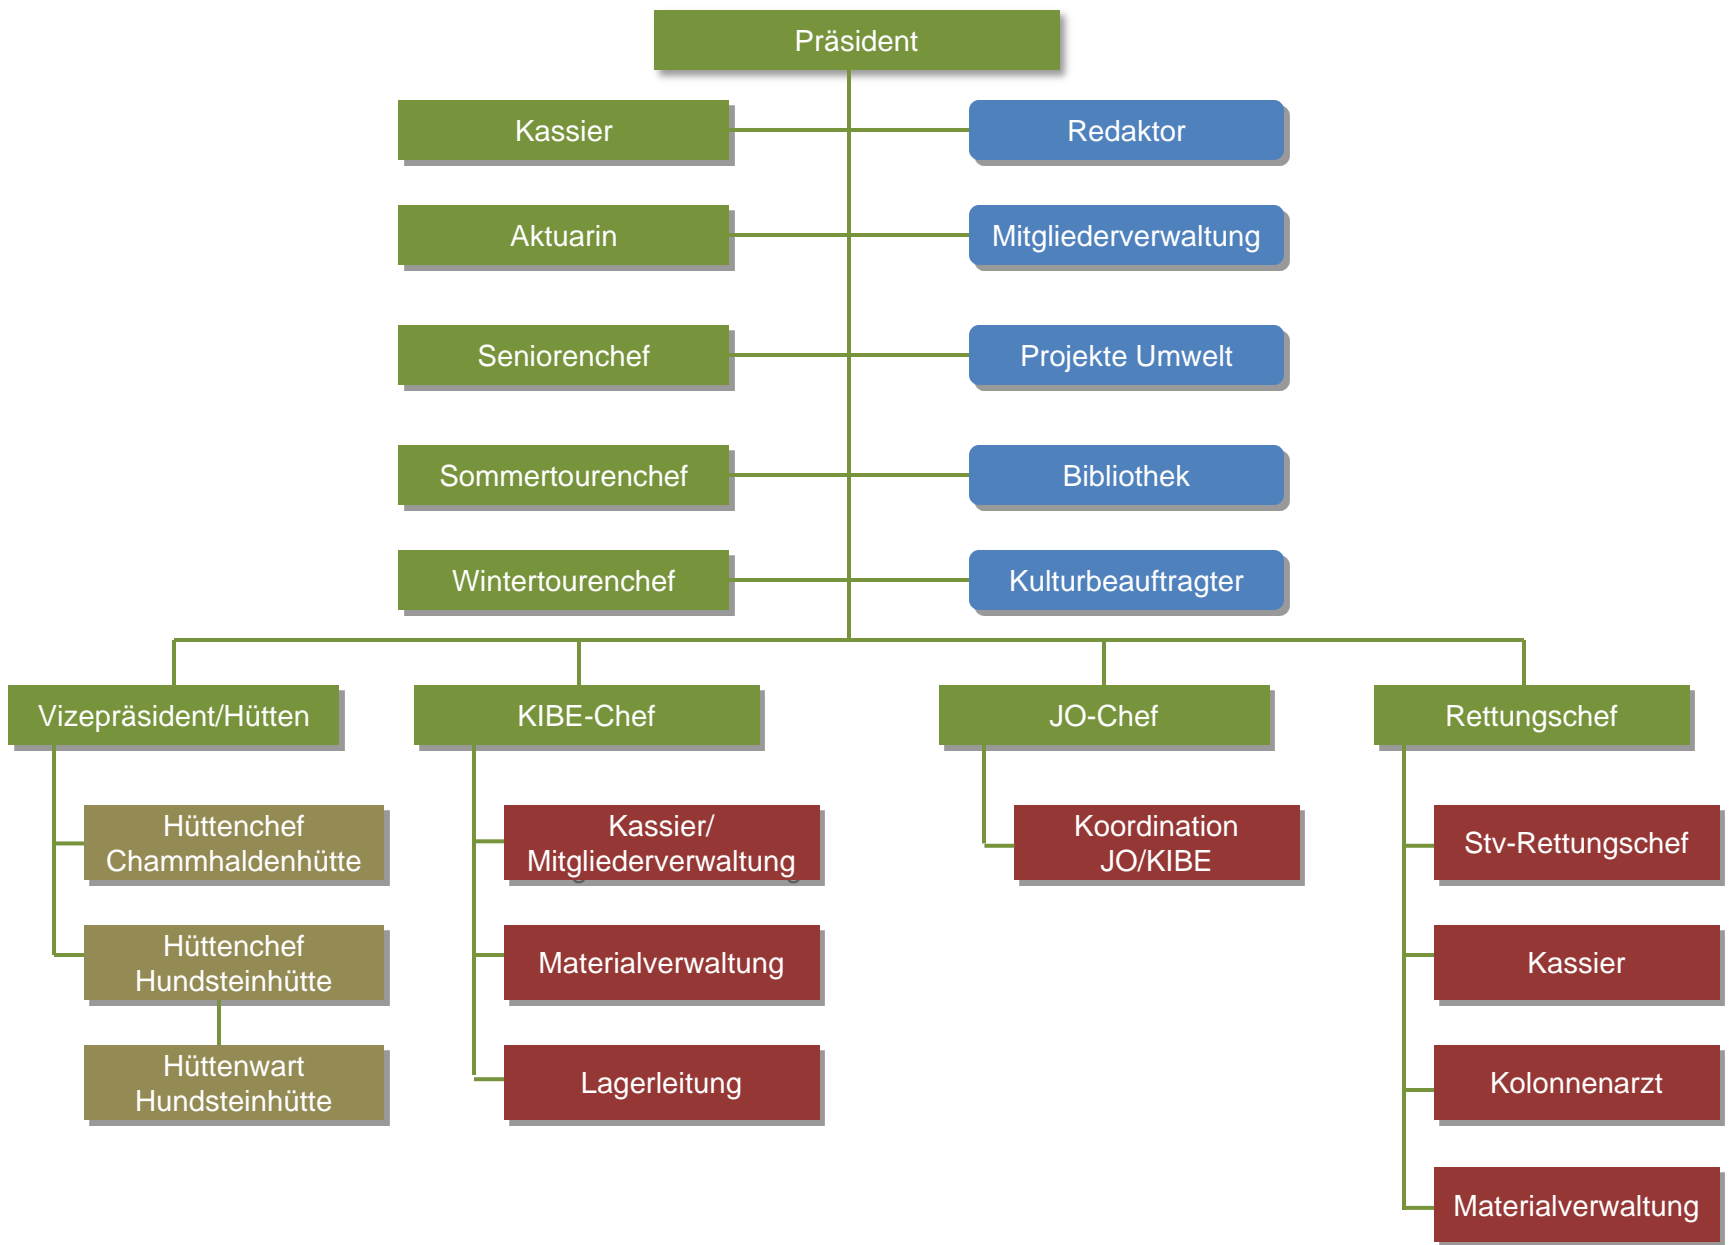 Präsident
Kassier
Redaktor
Aktuarin
Mitgliederverwaltung
Seniorenchef
Projekte Umwelt
Sommertourenchef
Bibliothek
Wintertourenchef
Kulturbeauftragter
Vizepräsident/Hütten
KIBE-Chef
JO-Chef
Rettungschef
Hüttenchef
Chammhaldenhütte
Hüttenchef
Hundsteinhütte
Hüttenwart
Hundsteinhütte
Kassier/
Mitgliederverwaltung
Materialverwaltung
Lagerleitung
Koordination
JO/KIBE
Stv-Rettungschef
Kassier
Kolonnenarzt
Materialverwaltung